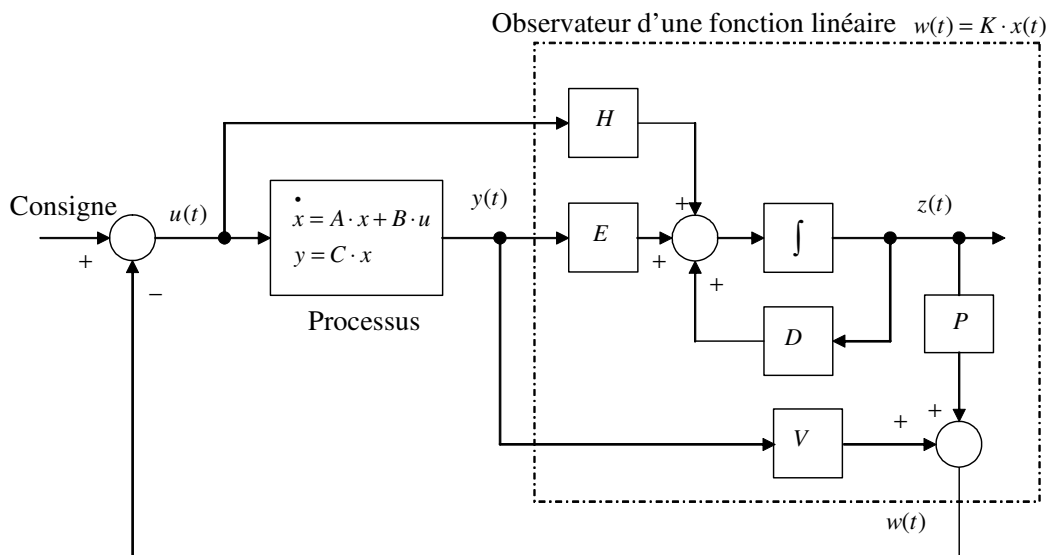 Observateur d'une fonction linéaire w(t) = K · x(t)
H
Consigne
u(t)
ẋ = A · x + B · u
y = C · x
y(t)
E
+
+
+
∫
z(t)
+
−
Processus
D
P
V
+
+
w(t)